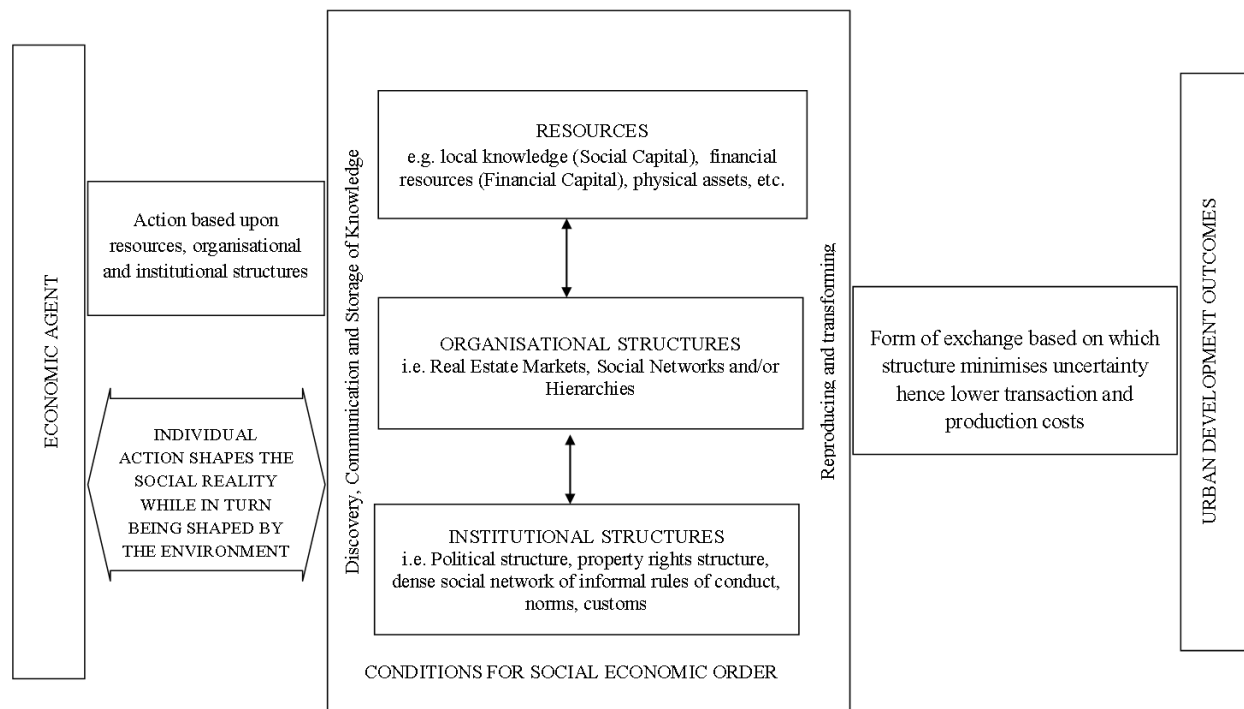 ECONOMIC AGENT
Action based upon
resources, organisational
and institutional structures
INDIVIDUAL
ACTION SHAPES THE
SOCIAL REALITY
WHILE IN TURN
BEING SHAPED BY
THE ENVIRONMENT
Discovery, Communication and Storage of Knowledge
RESOURCES
e.g. local knowledge (Social Capital), financial
resources (Financial Capital), physical assets, etc.
ORGANISATIONAL STRUCTURES
i.e. Real Estate Markets, Social Networks and/or
Hierarchies
INSTITUTIONAL STRUCTURES
i.e. Political structure, property rights structure,
dense social network of informal rules of conduct,
norms, customs
CONDITIONS FOR SOCIAL ECONOMIC ORDER
Reproducing and transforming
Form of exchange based on which
structure minimises uncertainty
hence lower transaction and
production costs
URBAN DEVELOPMENT OUTCOMES